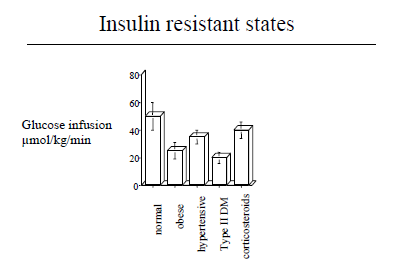 Insulin resistant states
Glucose infusion
µmol/kg/min
80
60
40
20
0
normal
obese
hypertensive
Type II DM
corticosteroids